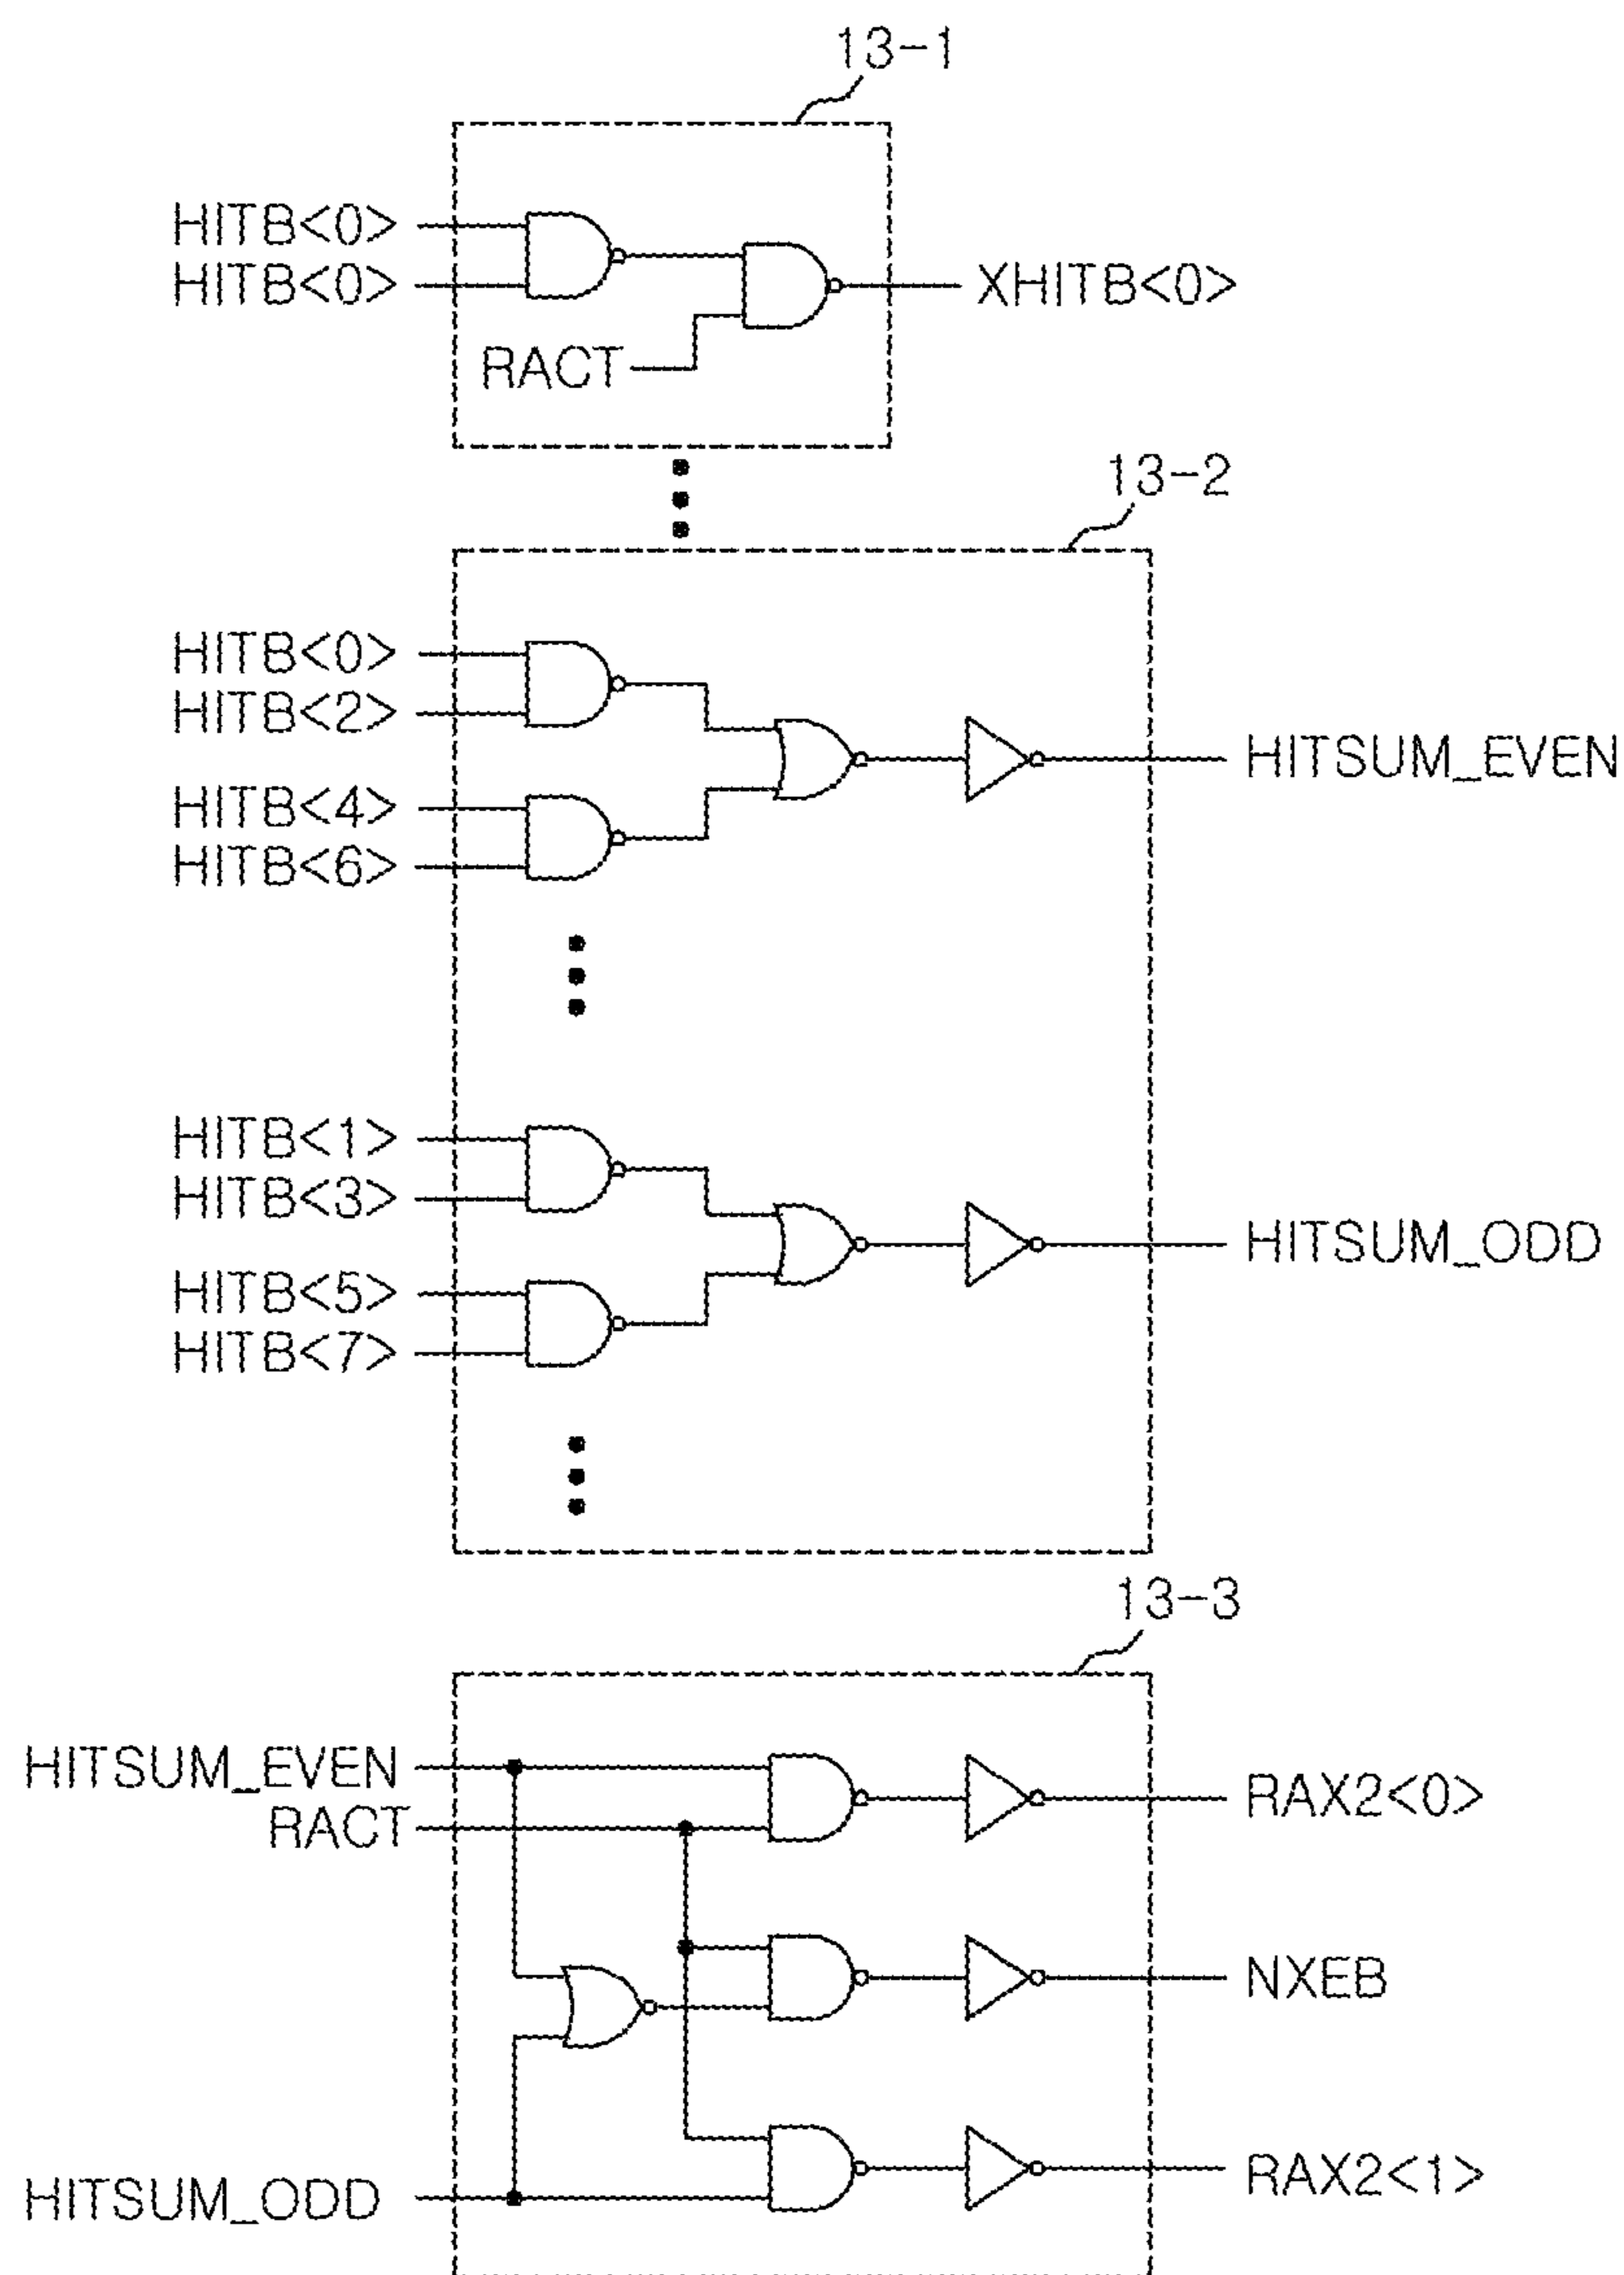 13-1
HITB<0>
HITB<0>
XHITB<0>
RACT
13-2
HITB<0>
HITB<2>
HITSUM_EVEN
HITB<4>
HITB<6>
HITB<1>
HITB<3>
HITSUM_ODD
HITB<5>
HITB<7>
13-3
HITSUM_EVEN
RAX2<0>
RACT
NXEB
RAX2<1>
HITSUM_ODD